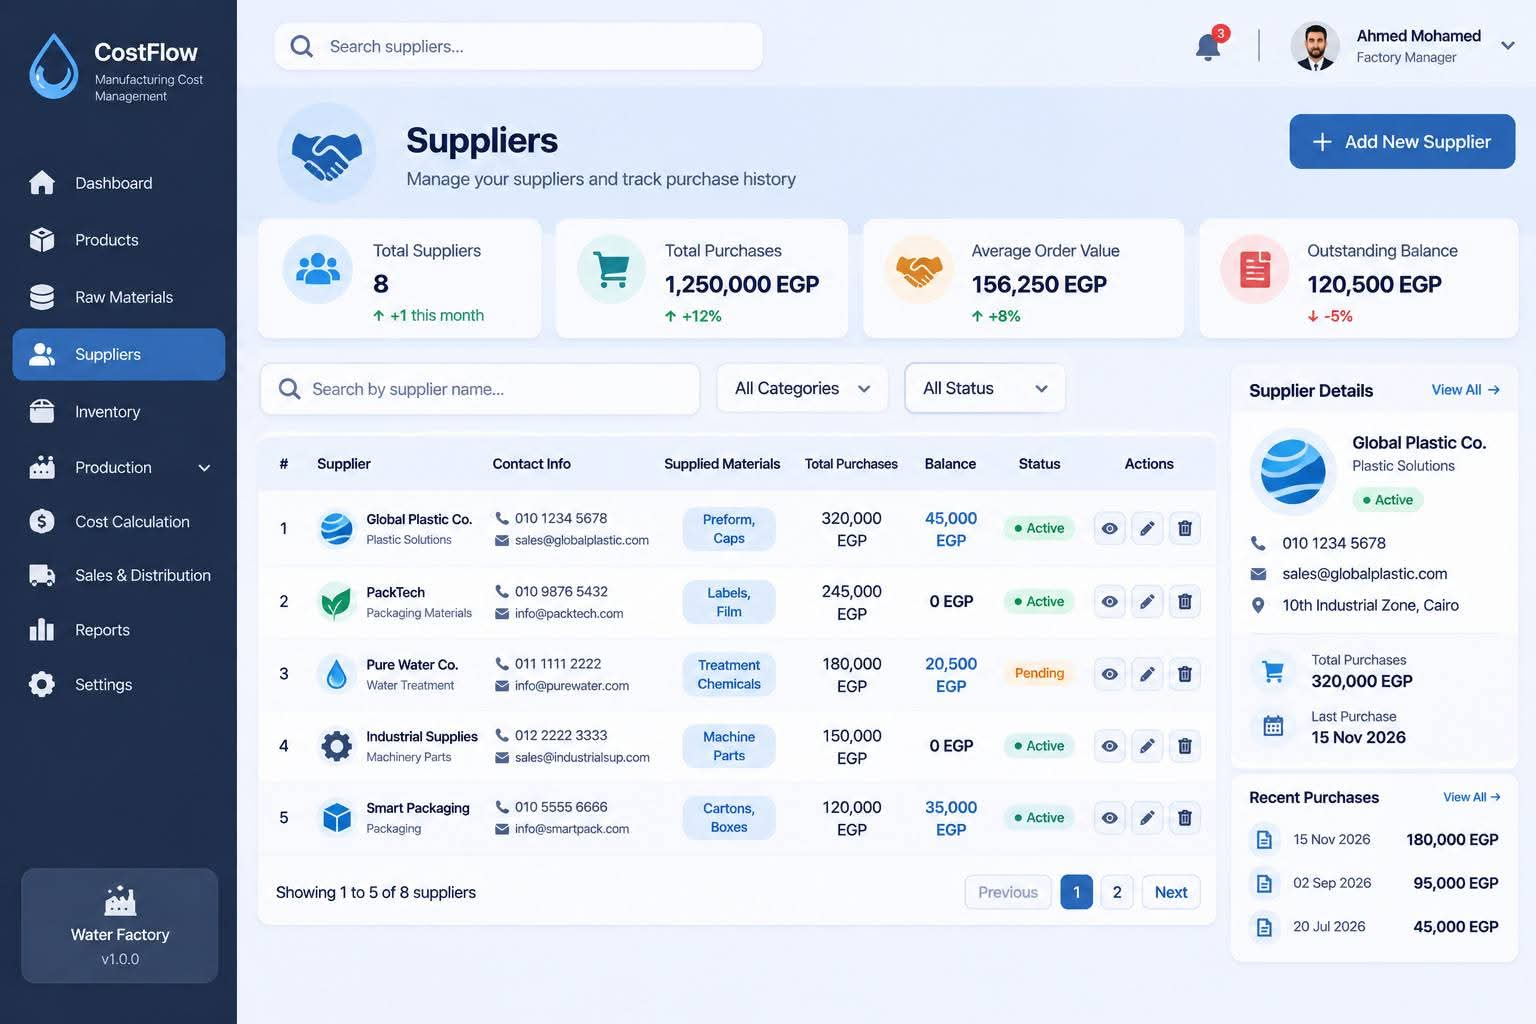 CostFlow
Manufacturing Cost
Management
Dashboard
Products
Raw Materials
Suppliers
Inventory
Production
Cost Calculation
Sales & Distribution
Reports
Settings
Water Factory
v1.0.0
Search suppliers...
3
Ahmed Mohamed
Factory Manager
Suppliers
Manage your suppliers and track purchase history
+ Add New Supplier
Total Suppliers
8
↑ +1 this month
Total Purchases
1,250,000 EGP
↑ +12%
Average Order Value
156,250 EGP
↑ +8%
Outstanding Balance
120,500 EGP
↓ -5%
Search by supplier name...
All Categories
All Status
# Supplier Contact Info Supplied Materials Total Purchases Balance Status Actions
1
Global Plastic Co.
Plastic Solutions
010 1234 5678
sales@globalplastic.com
Preform,
Caps
320,000
EGP
45,000
EGP
Active
2
PackTech
Packaging Materials
010 9876 5432
info@packtech.com
Labels,
Film
245,000
EGP
0 EGP
Active
3
Pure Water Co.
Water Treatment
011 1111 2222
info@purewater.com
Treatment
Chemicals
180,000
EGP
20,500
EGP
Pending
4
Industrial Supplies
Machinery Parts
012 2222 3333
sales@industrialsup.com
Machine
Parts
150,000
EGP
0 EGP
Active
5
Smart Packaging
Packaging
010 5555 6666
info@smartpack.com
Cartons,
Boxes
120,000
EGP
35,000
EGP
Active
Showing 1 to 5 of 8 suppliers
Previous 1 2 Next
Supplier Details
View All →
Global Plastic Co.
Plastic Solutions
Active
010 1234 5678
sales@globalplastic.com
10th Industrial Zone, Cairo
Total Purchases
320,000 EGP
Last Purchase
15 Nov 2026
Recent Purchases
View All →
15 Nov 2026 180,000 EGP
02 Sep 2026 95,000 EGP
20 Jul 2026 45,000 EGP